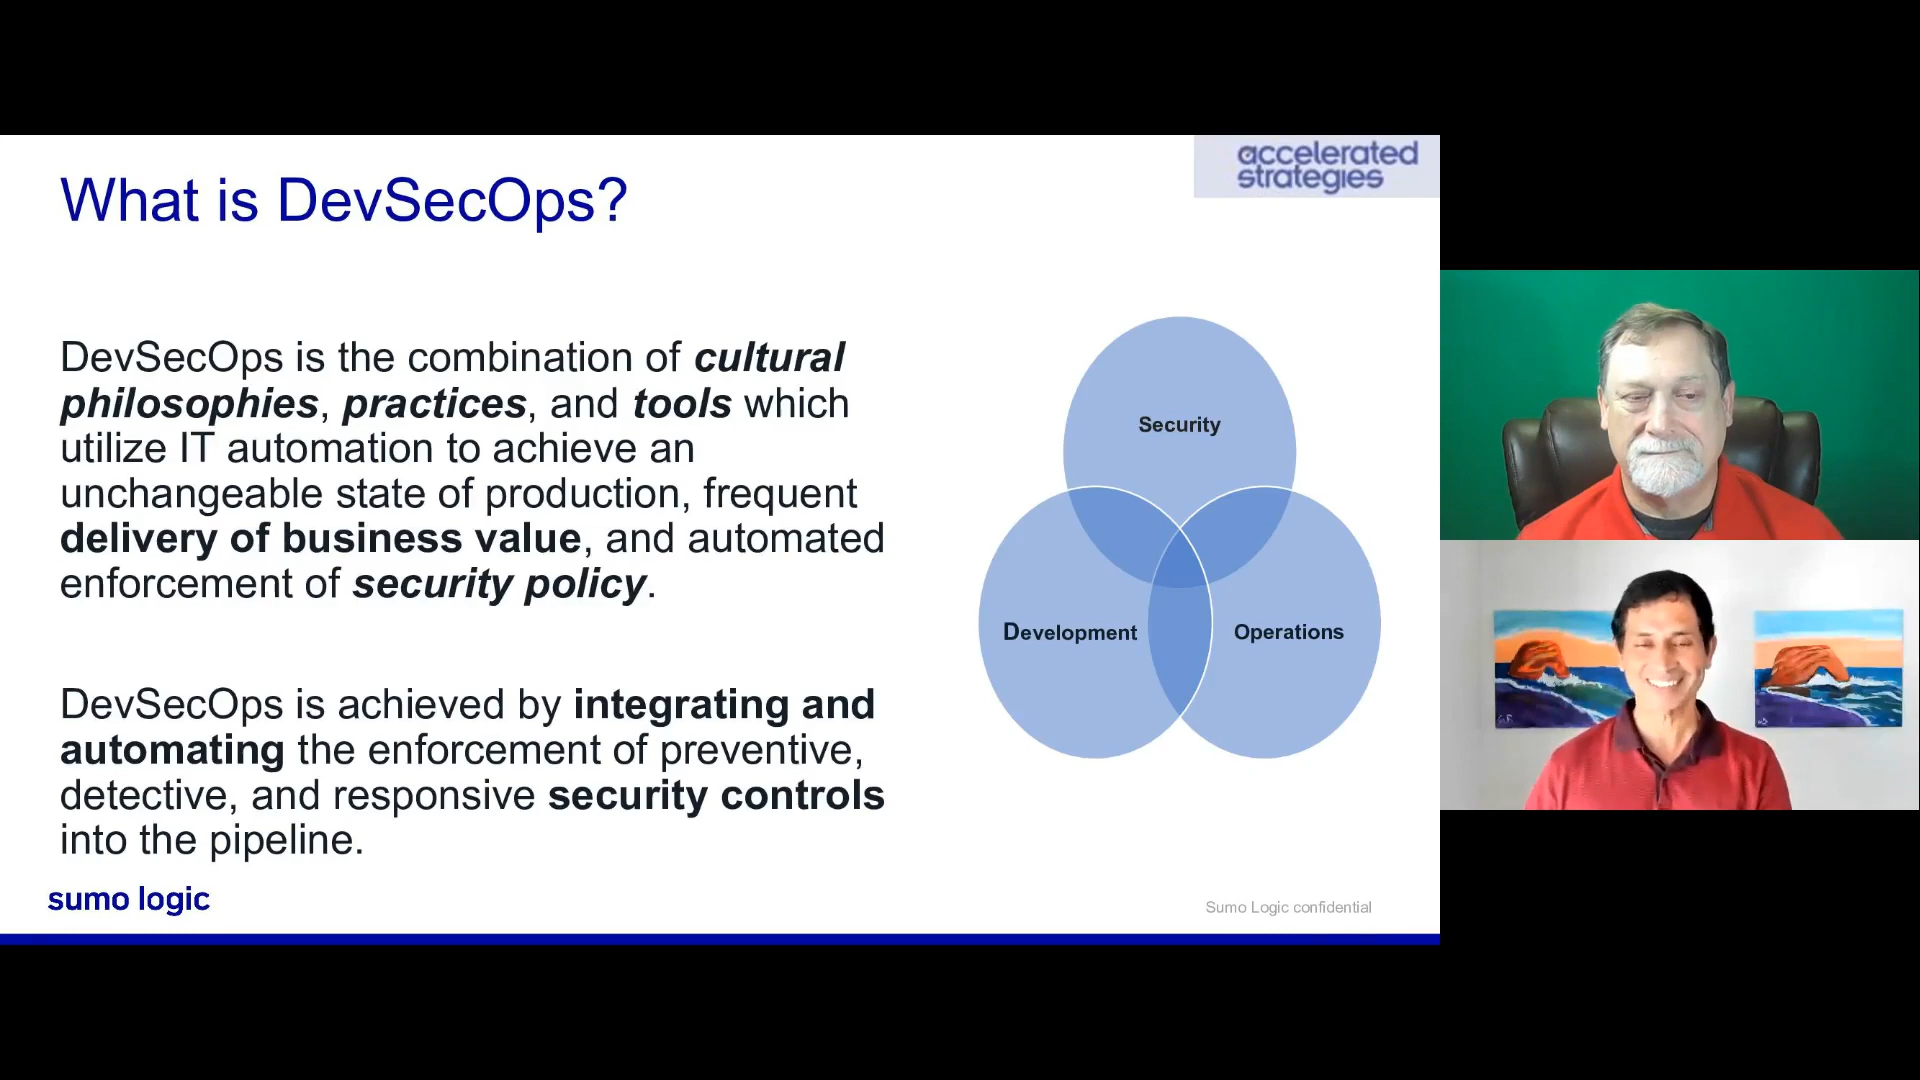 accelerated
strategies
What is DevSecOps?
DevSecOps is the combination of cultural
philosophies, practices, and tools which
utilize IT automation to achieve an
unchangeable state of production, frequent
delivery of business value, and automated
enforcement of security policy.
DevSecOps is achieved by integrating and
automating the enforcement of preventive,
detective, and responsive security controls
into the pipeline.
Security
Development
Operations
sumo logic
Sumo Logic confidential